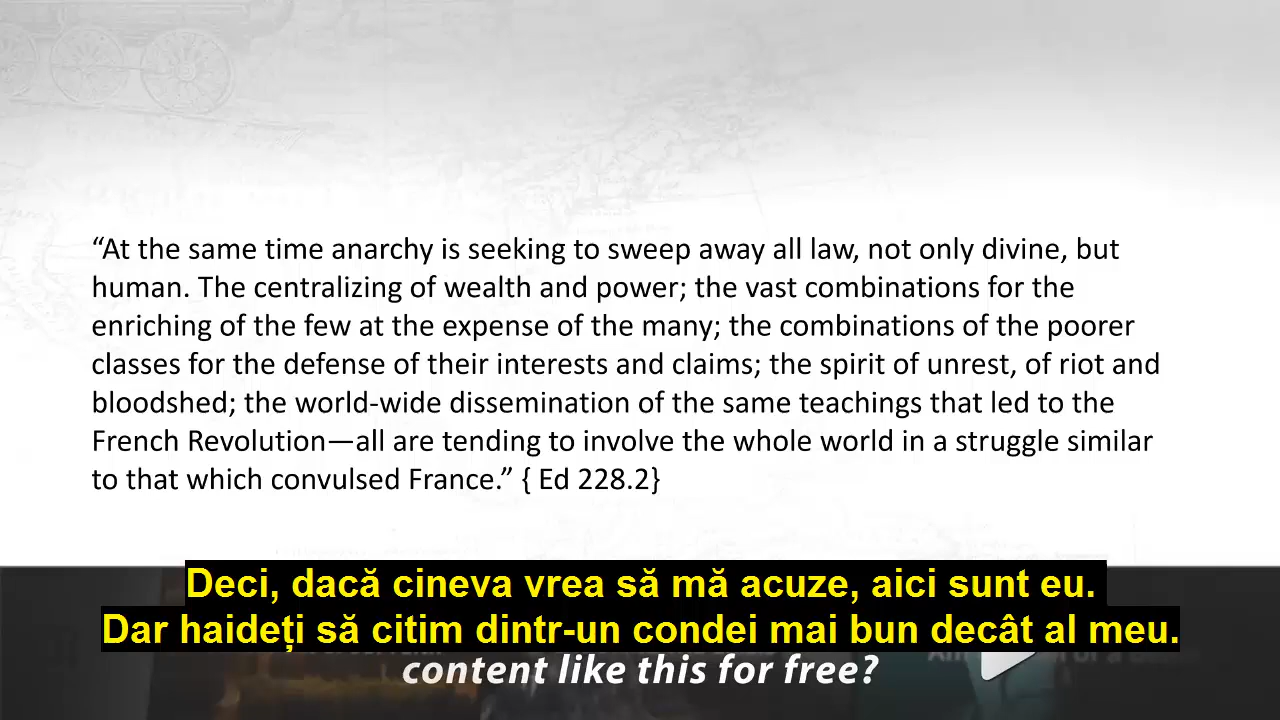 “At the same time anarchy is seeking to sweep away all law, not only divine, but
human. The centralizing of wealth and power; the vast combinations for the
enriching of the few at the expense of the many; the combinations of the poorer
classes for the defense of their interests and claims; the spirit of unrest, of riot and
bloodshed; the world-wide dissemination of the same teachings that led to the
French Revolution—all are tending to involve the whole world in a struggle similar
to that which convulsed France.” { Ed 228.2}
Deci, dacă cineva vrea să mă acuze, aici sunt eu.
Dar haideți să citim dintr-un condei mai bun decât al meu.
content like this for free?